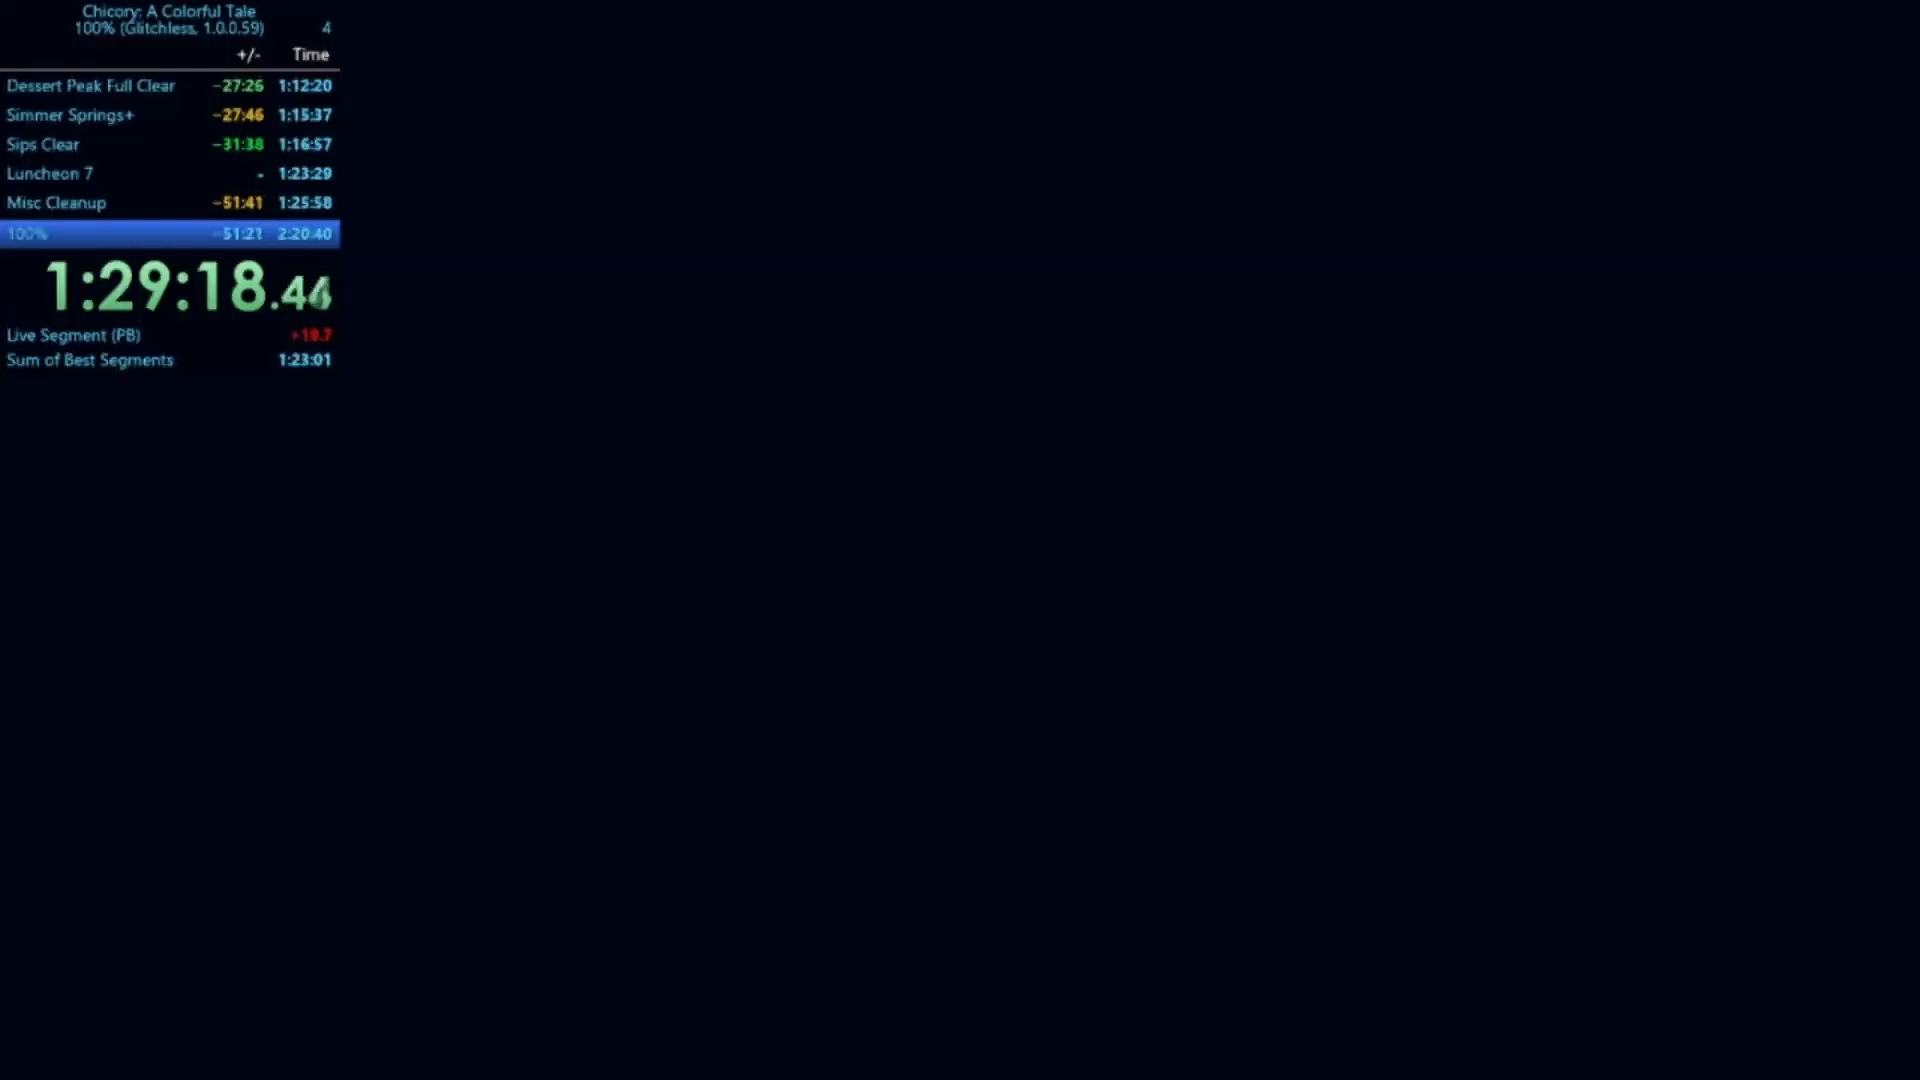 Chicory: A Colorful Tale
100% (Glitchless, 1.0.0.59) 4
+/- Time
Dessert Peak Full Clear -27:26 1:12:20
Simmer Springs+ -27:46 1:15:37
Sips Clear -31:38 1:16:57
Luncheon 7 - 1:23:29
Misc Cleanup -51:41 1:25:58
100% -51:21 2:20:40
1:29:18.44
Live Segment (PB) +19.7
Sum of Best Segments 1:23:01